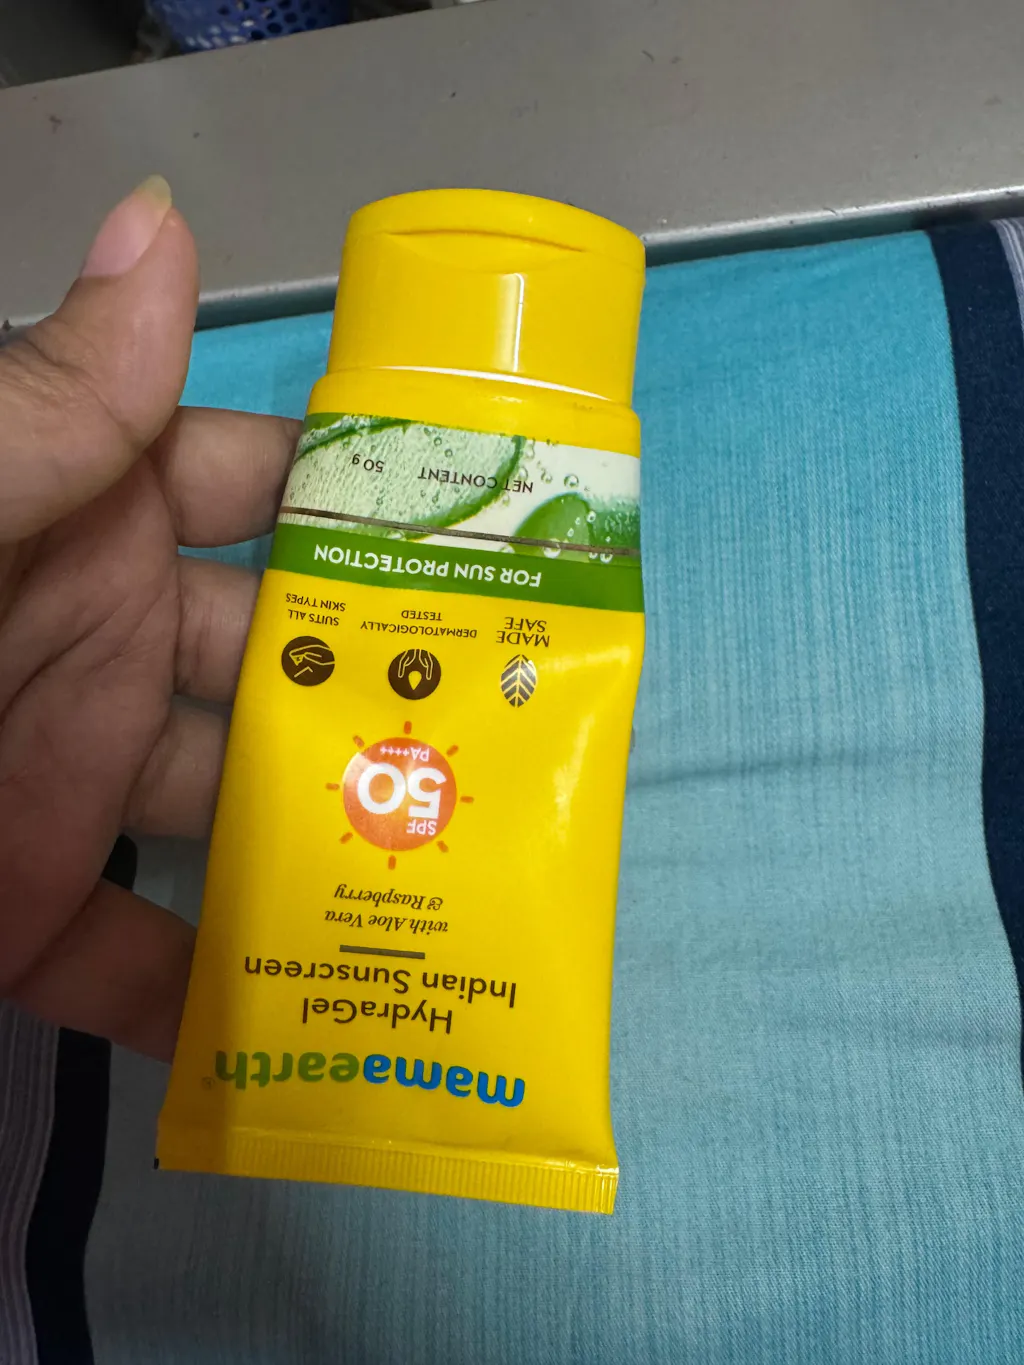 mamaearth®
HydraGel
Indian Sunscreen
with Aloe Vera
& Raspberry
SPF
50
PA++++
MADE
SAFE
DERMATOLOGICALLY
TESTED
SUITS ALL
SKIN TYPES
FOR SUN PROTECTION
NET CONTENT 50 g